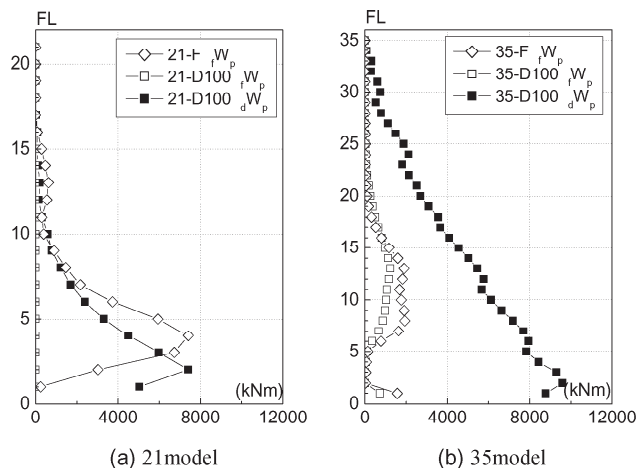 FL
20
15
10
5
0
0 4000 8000 12000
(kNm)
21-F fWp
21-D100 fWp
21-D100 dWp
(a) 21model
FL
35
30
25
20
15
10
5
0
0 4000 8000 12000
(kNm)
35-F fWp
35-D100 fWp
35-D100 dWp
(b) 35model